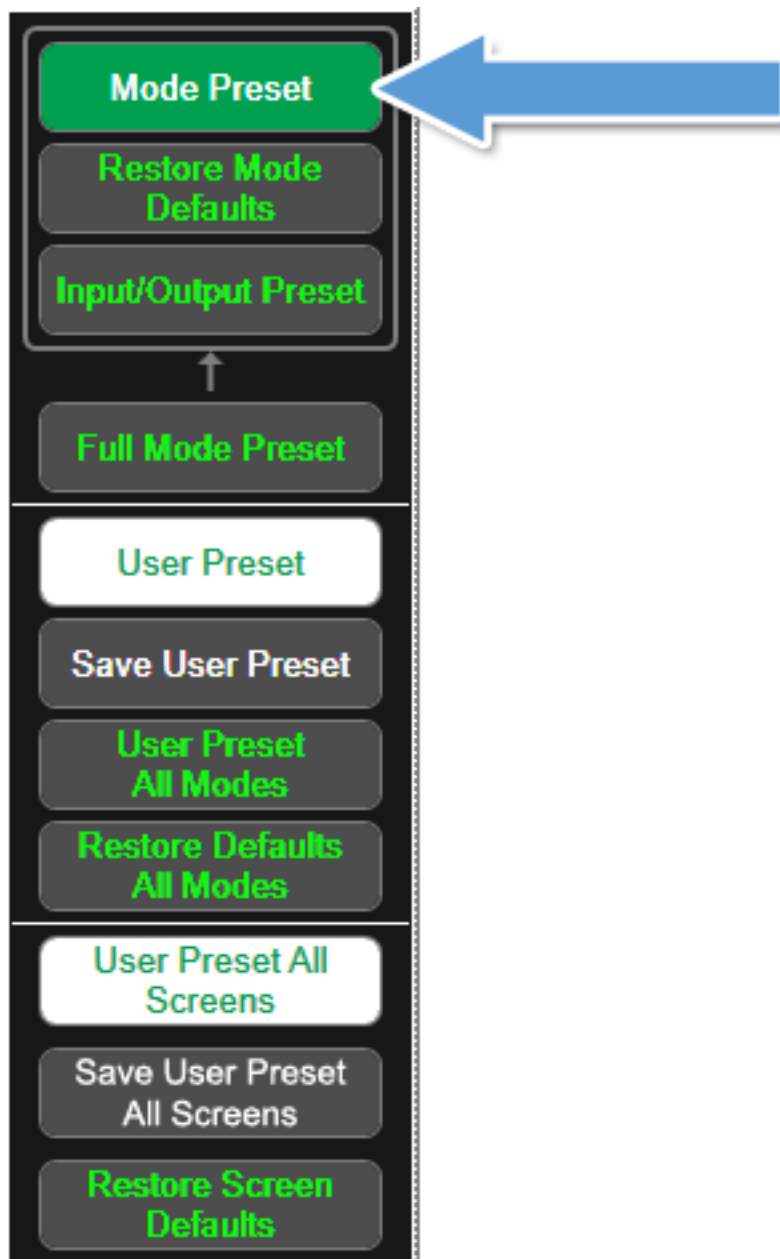 Mode Preset
Restore Mode
Defaults
Input/Output Preset
Full Mode Preset
User Preset
Save User Preset
User Preset
All Modes
Restore Defaults
All Modes
User Preset All
Screens
Save User Preset
All Screens
Restore Screen
Defaults